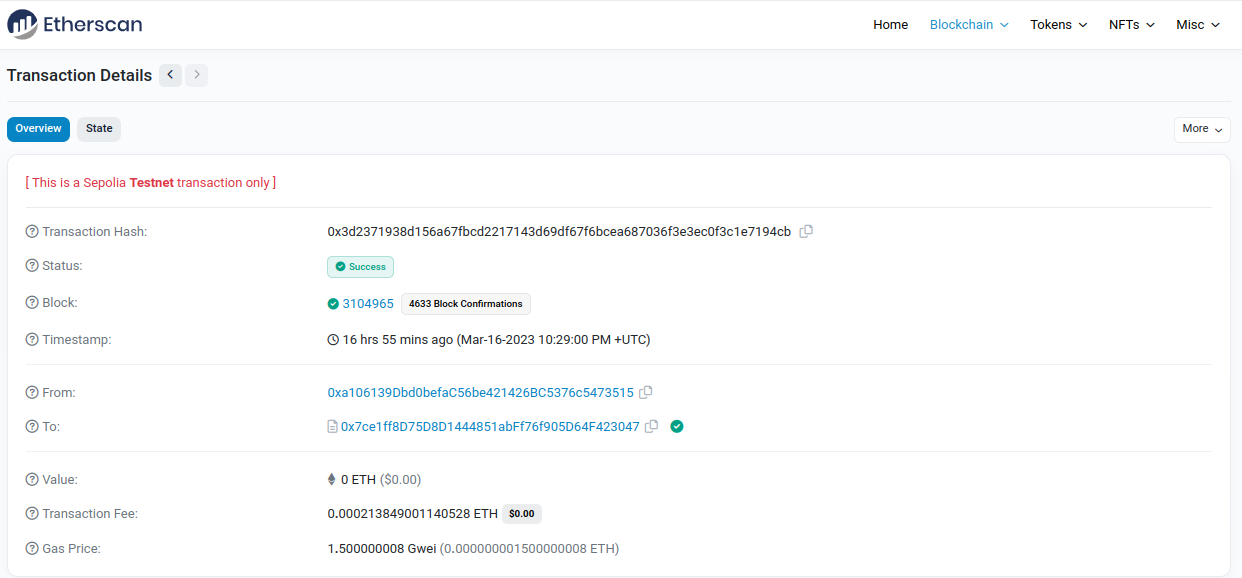 Etherscan
Home Blockchain Tokens NFTs Misc
Transaction Details
Overview State More
[ This is a Sepolia Testnet transaction only ]
Transaction Hash: 0x3d2371938d156a67fbcd2217143d69df67f6bcea687036f3e3ec0f3c1e7194cb
Status: Success
Block: 3104965 4633 Block Confirmations
Timestamp: 16 hrs 55 mins ago (Mar-16-2023 10:29:00 PM +UTC)
From: 0xa106139Dbd0befaC56be421426BC5376c5473515
To: 0x7ce1ff8D75D8D1444851abFf76f905D64F423047
Value: 0 ETH ($0.00)
Transaction Fee: 0.000213849001140528 ETH $0.00
Gas Price: 1.500000008 Gwei (0.000000001500000008 ETH)